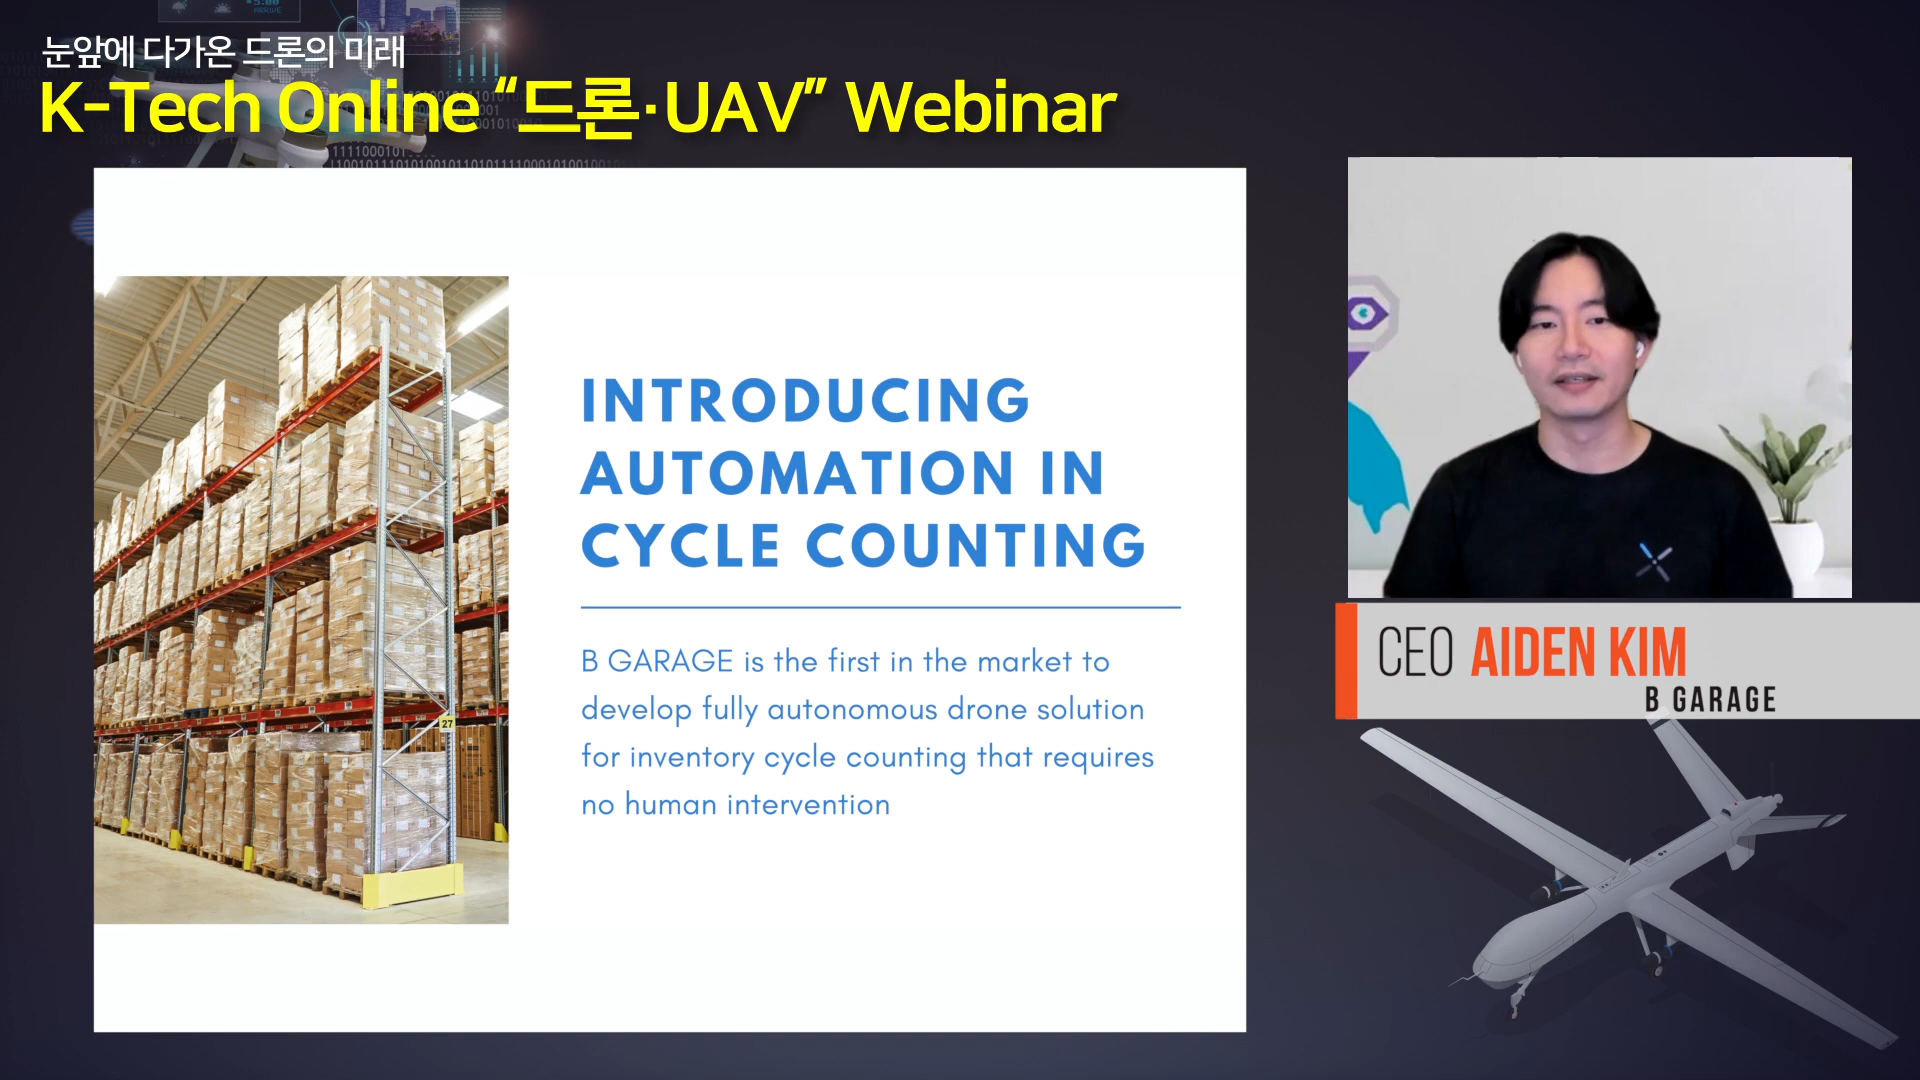 눈앞에 다가온 드론의 미래
K-Tech Online “드론·UAV” Webinar
INTRODUCING
AUTOMATION IN
CYCLE COUNTING
B GARAGE is the first in the market to
develop fully autonomous drone solution
for inventory cycle counting that requires
no human intervention
27
CEO AIDEN KIM
B GARAGE